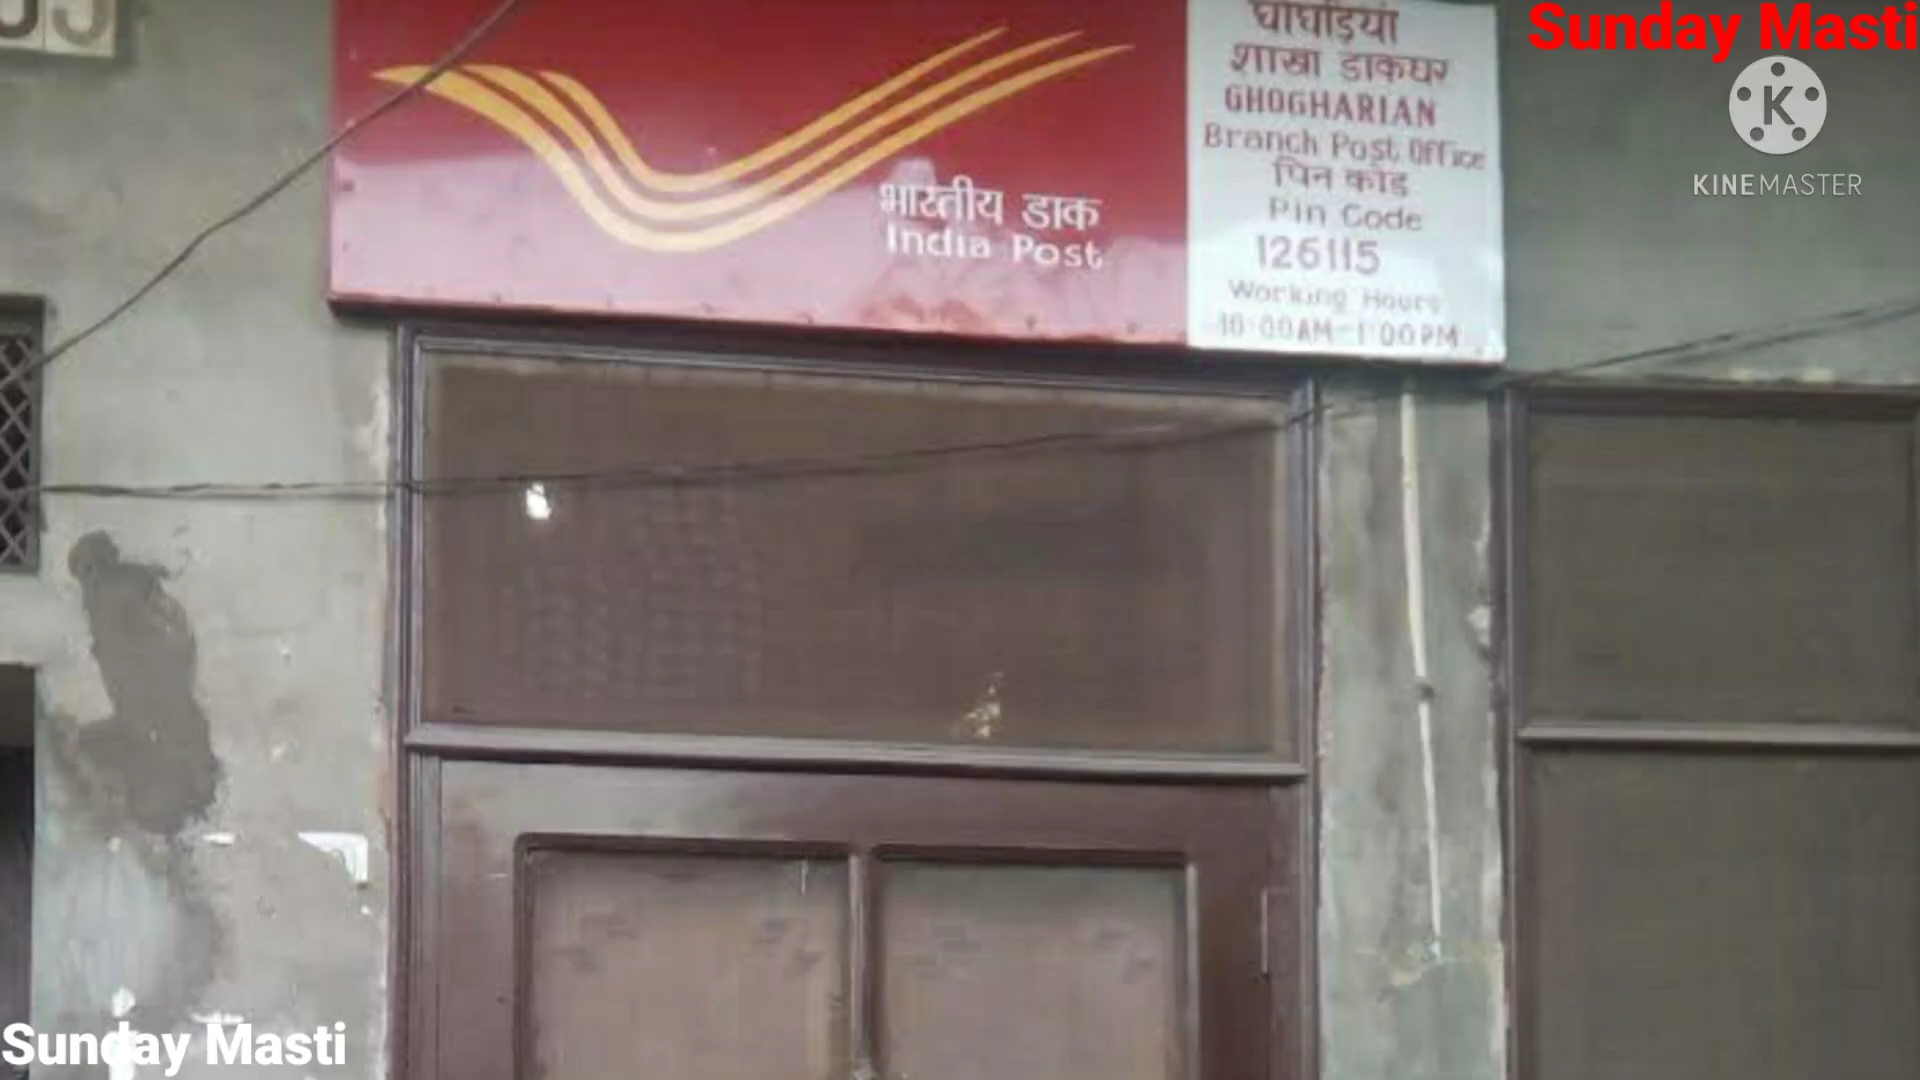 भारतीय डाक
India Post
घोघड़ियां
शाखा डाकघर
GHOGHARIAN
Branch Post Office
पिन कोड
Pin Code
126115
Working Hours
10:00AM-1:00PM
Sunday Masti
K
KINEMASTER
Sunday Masti